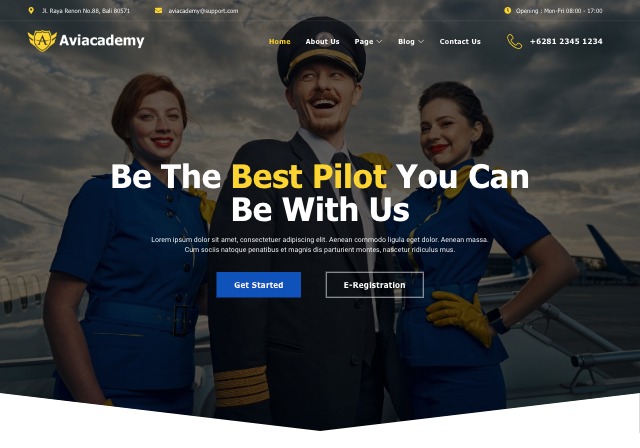 Jl. Raya Renon No.88, Bali 80571
aviacademy@support.com
Opening : Mon-Fri 08:00 - 17:00
Aviacademy
Home
About Us
Page
Blog
Contact Us
+6281 2345 1234
Be The Best Pilot You Can
Be With Us
Lorem ipsum dolor sit amet, consectetuer adipiscing elit. Aenean commodo ligula eget dolor. Aenean massa.
Cum sociis natoque penatibus et magnis dis parturient montes, nascetur ridiculus mus.
Get Started
E-Registration